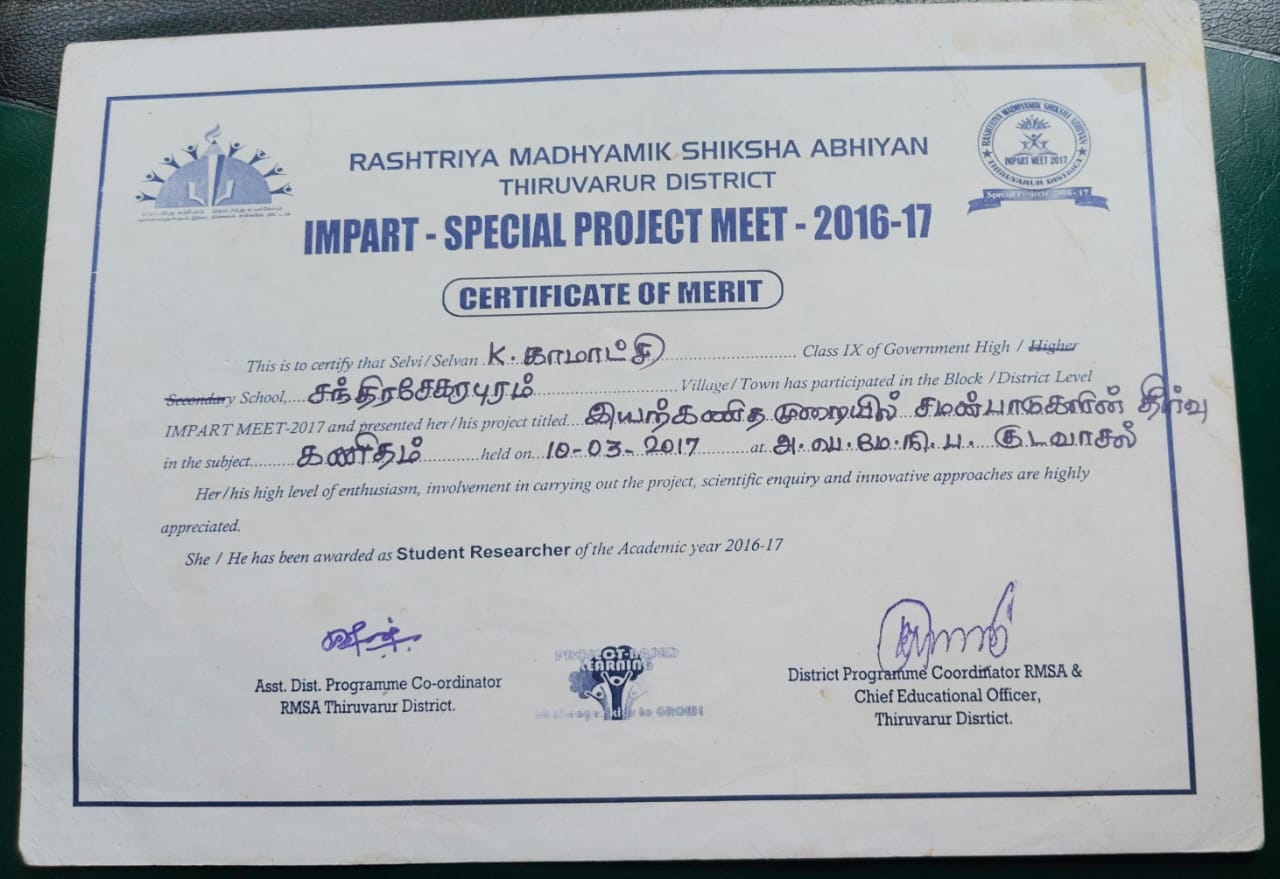 RASHTRIYA MADHYAMIK SHIKSHA ABHIYAN
THIRUVARUR DISTRICT
IMPART - SPECIAL PROJECT MEET - 2016-17
RASHTRIYA MADHYAMIK SHIKSHA ABHIYAN
IMPART MEET 2017
THIRUVARUR DISTRICT
Special Projects 2016-17
CERTIFICATE OF MERIT
This is to certify that Selvi / Selvan K. காமாட்சி Class IX of Government High / Higher
Secondary School, சந்திரசேகரபுரம் Village / Town has participated in the Block / District Level
IMPART MEET-2017 and presented her/his project titled இயற்கணித முறையில் சமன்பாடுகளின் தீர்வு
in the subject கணிதம் held on 10-03-2017 at அ.வ.மே.நி.ப. குடவாசல்
Her/his high level of enthusiasm, involvement in carrying out the project, scientific enquiry and innovative approaches are highly
appreciated.
She / He has been awarded as Student Researcher of the Academic year 2016-17
PROJECT-BASED
LEARNING
to GROW
Asst. Dist. Programme Co-ordinator
RMSA Thiruvarur District.
District Programme Coordinator RMSA &
Chief Educational Officer,
Thiruvarur Disrtict.